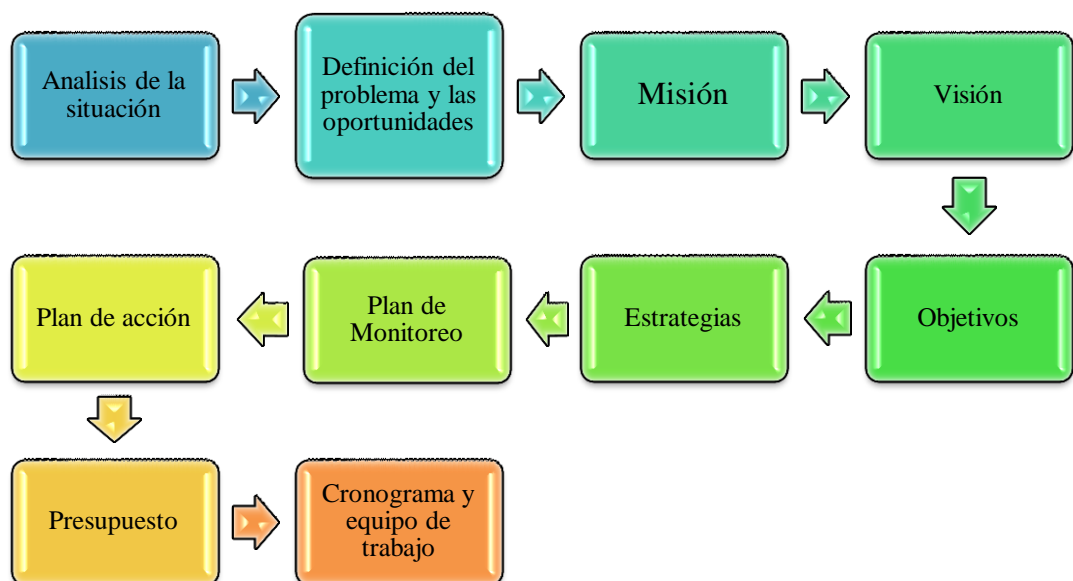 Analisis de la
situación
Definición del
problema y las
oportunidades
Misión
Visión
Objetivos
Estrategias
Plan de
Monitoreo
Plan de acción
Presupuesto
Cronograma y
equipo de
trabajo